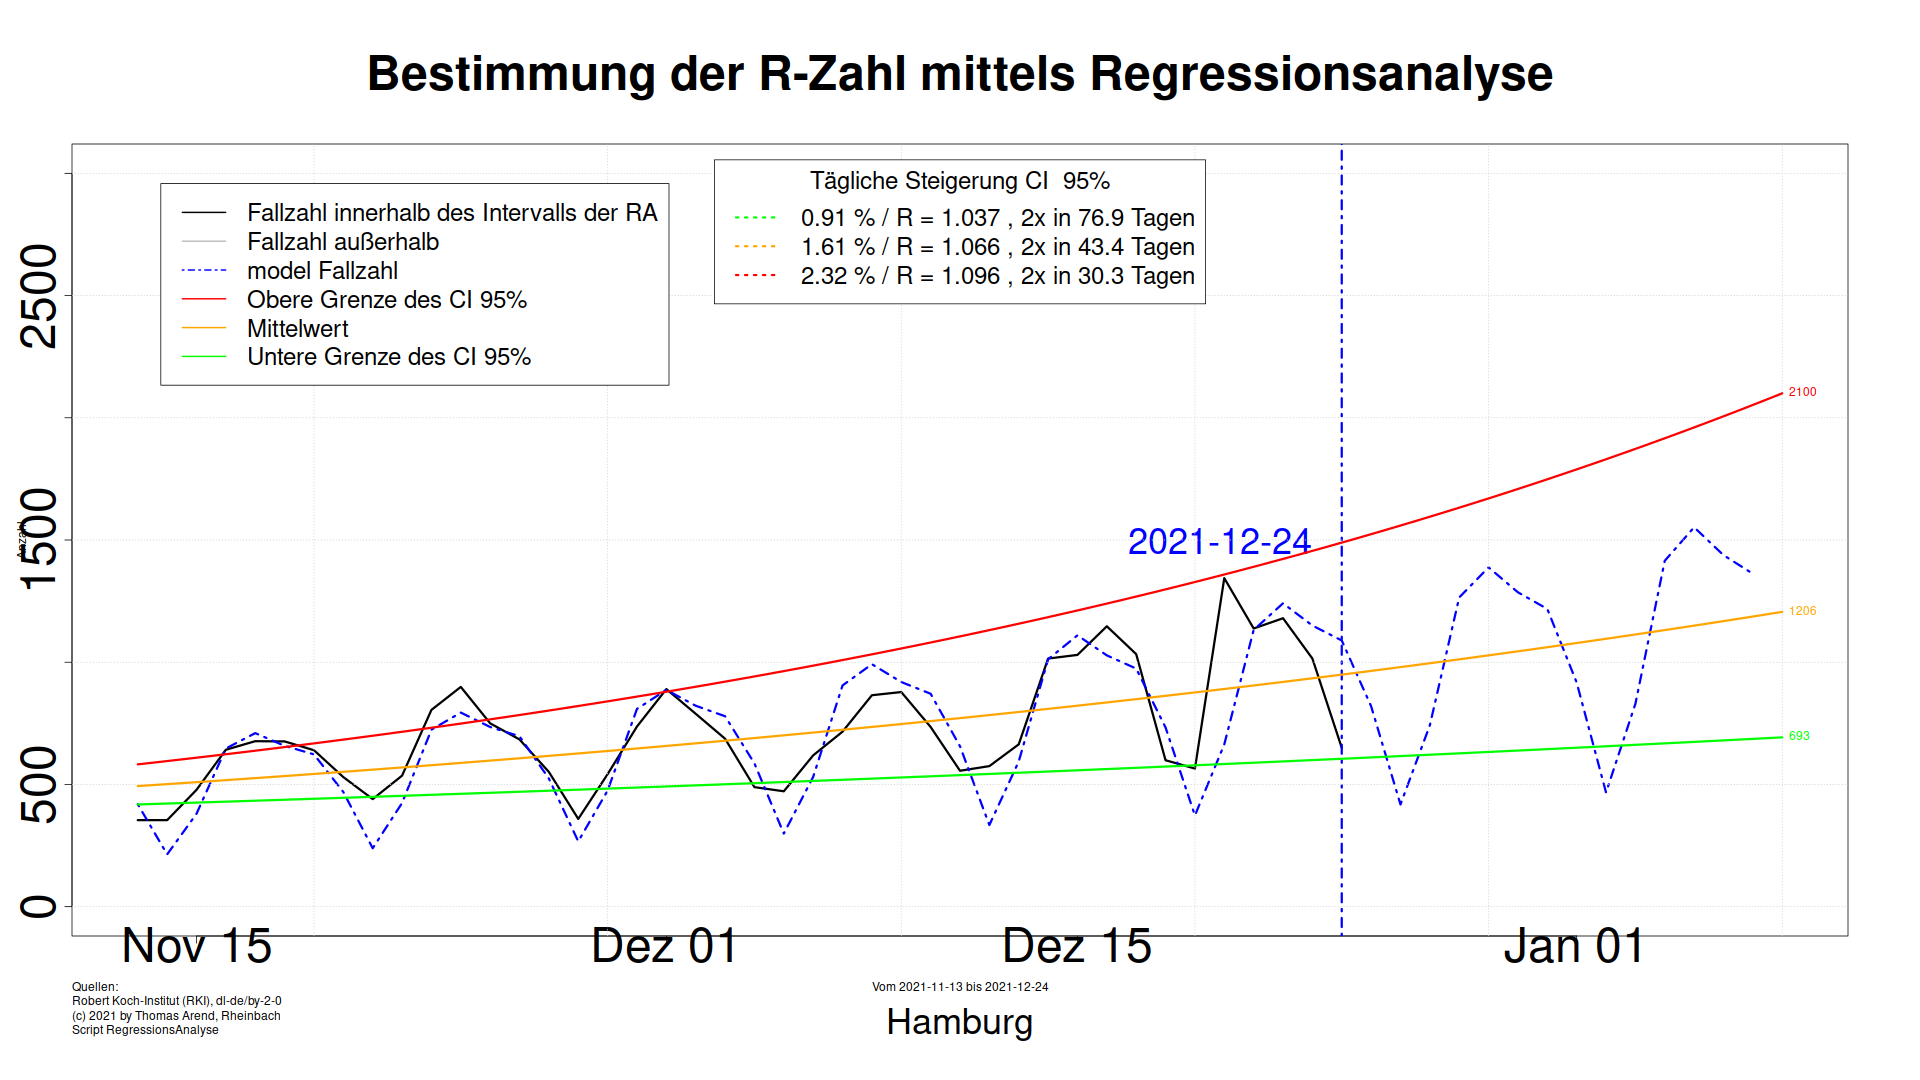 Bestimmung der R-Zahl mittels Regressionsanalyse
Fallzahl innerhalb des Intervalls der RA
Fallzahl außerhalb
model Fallzahl
Obere Grenze des CI 95%
Mittelwert
Untere Grenze des CI 95%
Tägliche Steigerung CI 95%
0.91 % / R = 1.037 , 2x in 76.9 Tagen
1.61 % / R = 1.066 , 2x in 43.4 Tagen
2.32 % / R = 1.096 , 2x in 30.3 Tagen
2500
1500
500
0
Anzahl
2021-12-24
2100
1206
693
Nov 15
Dez 01
Dez 15
Jan 01
Quellen:
Robert Koch-Institut (RKI), dl-de/by-2-0
(c) 2021 by Thomas Arend, Rheinbach
Script RegressionsAnalyse
Vom 2021-11-13 bis 2021-12-24
Hamburg